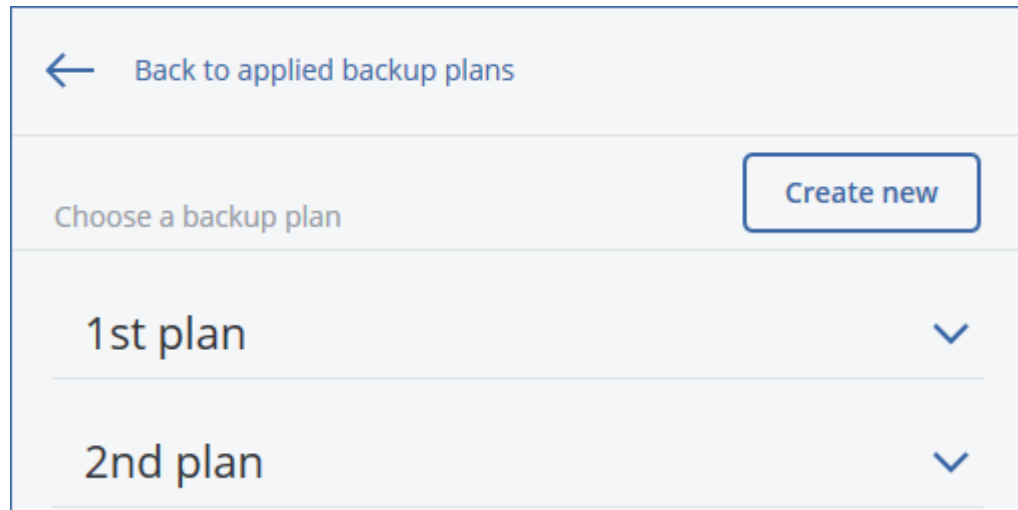 Back to applied backup plans
Create new
Choose a backup plan
1st plan
2nd plan